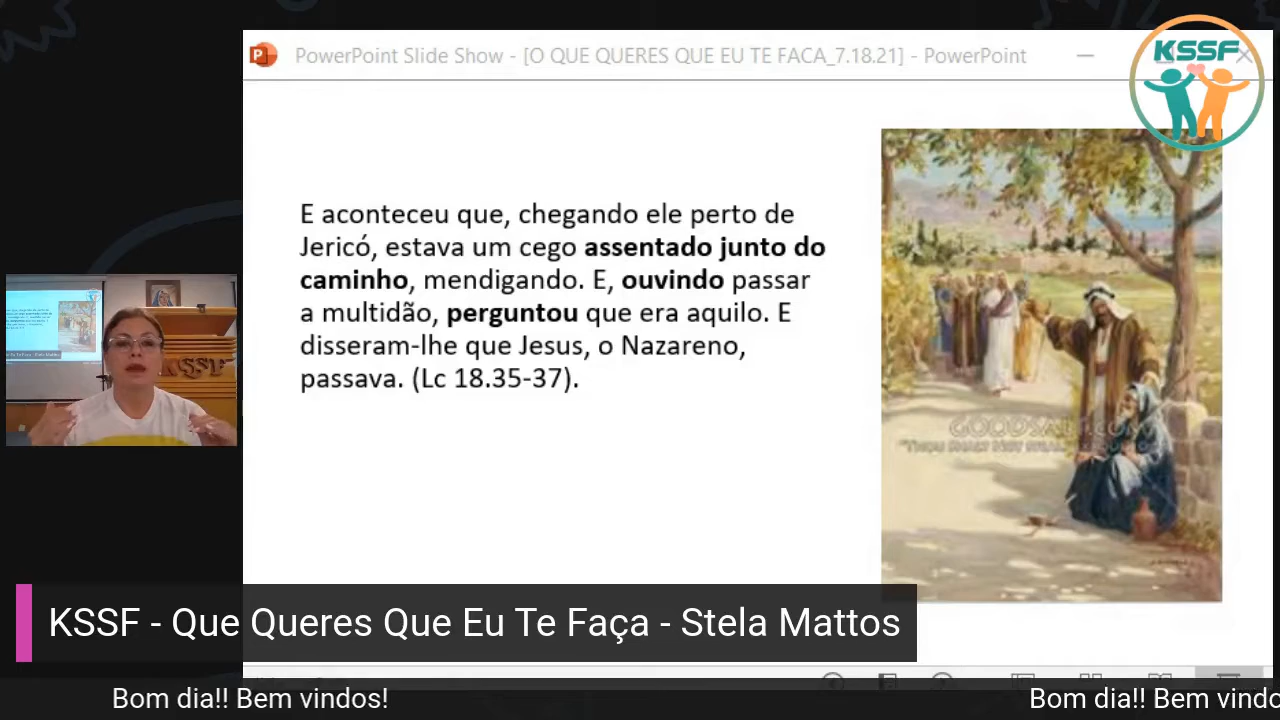 PowerPoint Slide Show - [O QUE QUERES QUE EU TE FACA_7.18.21] - PowerPoint
KSSF
E aconteceu que, chegando ele perto de
Jericó, estava um cego assentado junto do
caminho, mendigando. E, ouvindo passar
a multidão, perguntou que era aquilo. E
disseram-lhe que Jesus, o Nazareno,
passava. (Lc 18.35-37).
GOODSALT.COM
KSSF
KSSF - Que Queres Que Eu Te Faça - Stela Mattos
Bom dia!! Bem vindos!
Bom dia!! Bem vindo